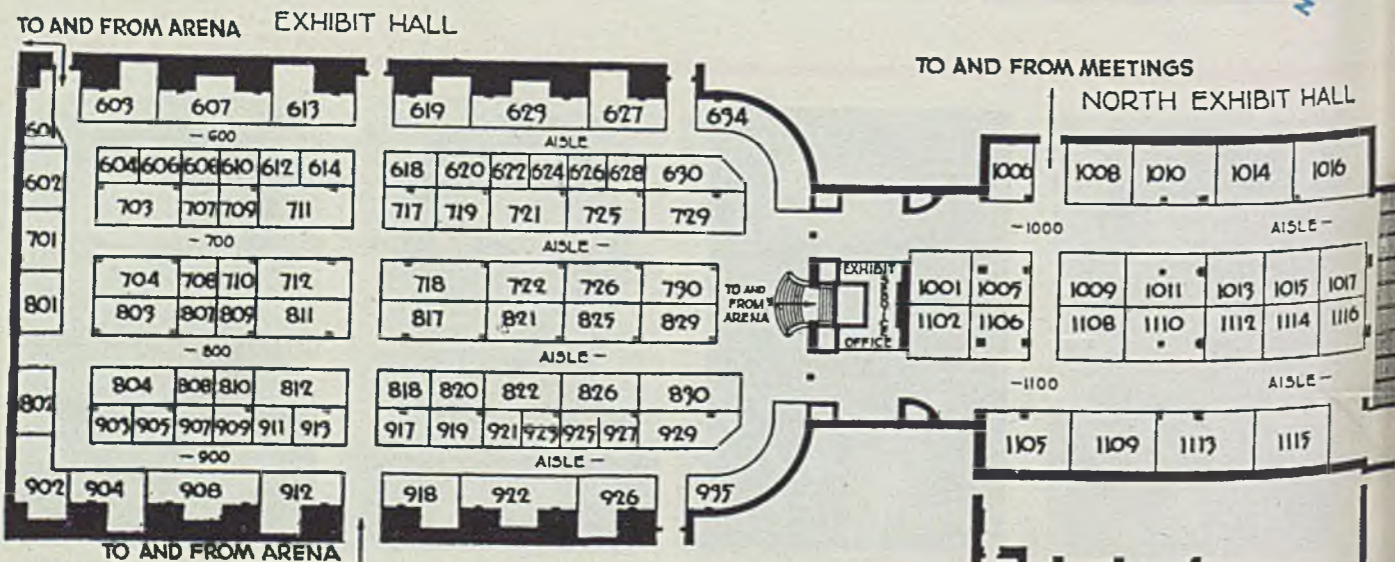 TO AND FROM ARENA EXHIBIT HALL
TO AND FROM MEETINGS
NORTH EXHIBIT HALL
603 607 613 619 623 627 634
601
- 600 AISLE
604 606 608 610 612 614 618 620 622 624 626 628 630
602
703 707 709 711 717 719 721 725 729
701
- 700 AISLE -
704 708 710 712 718 722 726 730
801
803 807 809 811 817 821 825 829
- 800 AISLE -
804 808 810 812 818 820 822 826 830
802
903 905 907 909 911 913 917 919 921 923 925 927 929
- 900 AISLE -
902 904 908 912 918 922 926 935
TO AND FROM ARENA
TO AND
FROM
ARENA
EXHIBIT
SERVICE
OFFICE
1006 1008 1010 1014 1016
- 1000 AISLE -
1001 1005 1009 1011 1013 1015 1017
1102 1106 1108 1110 1112 1114 1116
- 1100 AISLE -
1105 1109 1113 1115
N